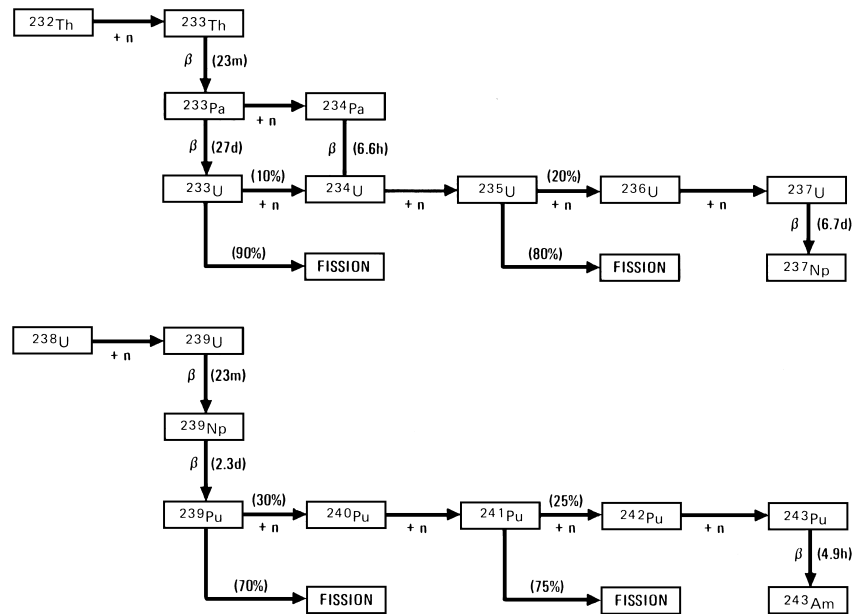 232Th 233Th
+ n
β (23m)
233Pa 234Pa
+ n
β (27d) β (6.6h)
(10%) (20%)
233U 234U 235U 236U 237U
+ n + n + n + n
β (6.7d)
(90%) (80%)
FISSION FISSION 237Np
238U 239U
+ n
β (23m)
239Np
β (2.3d)
(30%) (25%)
239Pu 240Pu 241Pu 242Pu 243Pu
+ n + n + n + n
β (4.9h)
(70%) (75%)
FISSION FISSION 243Am